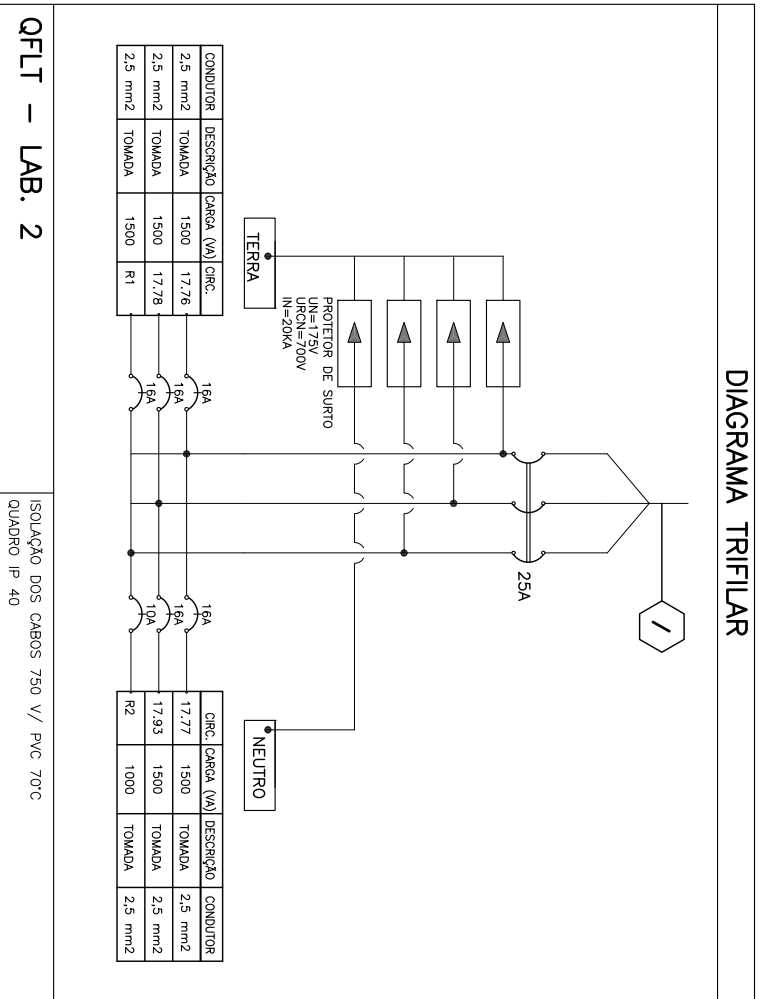 DIAGRAMA TRIFILAR
25A
PROTETOR DE SURTO
UN=175V
URCN=700V
IN=20KA
TERRA
NEUTRO
CONDUTOR DESCRIÇÃO CARGA (VA) CIRC.
2,5 mm2 TOMADA 1500 17.76
2,5 mm2 TOMADA 1500 17.78
2,5 mm2 TOMADA 1500 R1
16A
16A
16A
16A
16A
10A
CIRC. CARGA (VA) DESCRIÇÃO CONDUTOR
17.77 1500 TOMADA 2,5 mm2
17.93 1500 TOMADA 2,5 mm2
R2 1000 TOMADA 2,5 mm2
QFLT – LAB. 2
ISOLAÇÃO DOS CABOS 750 V/ PVC 70°C
QUADRO IP 40